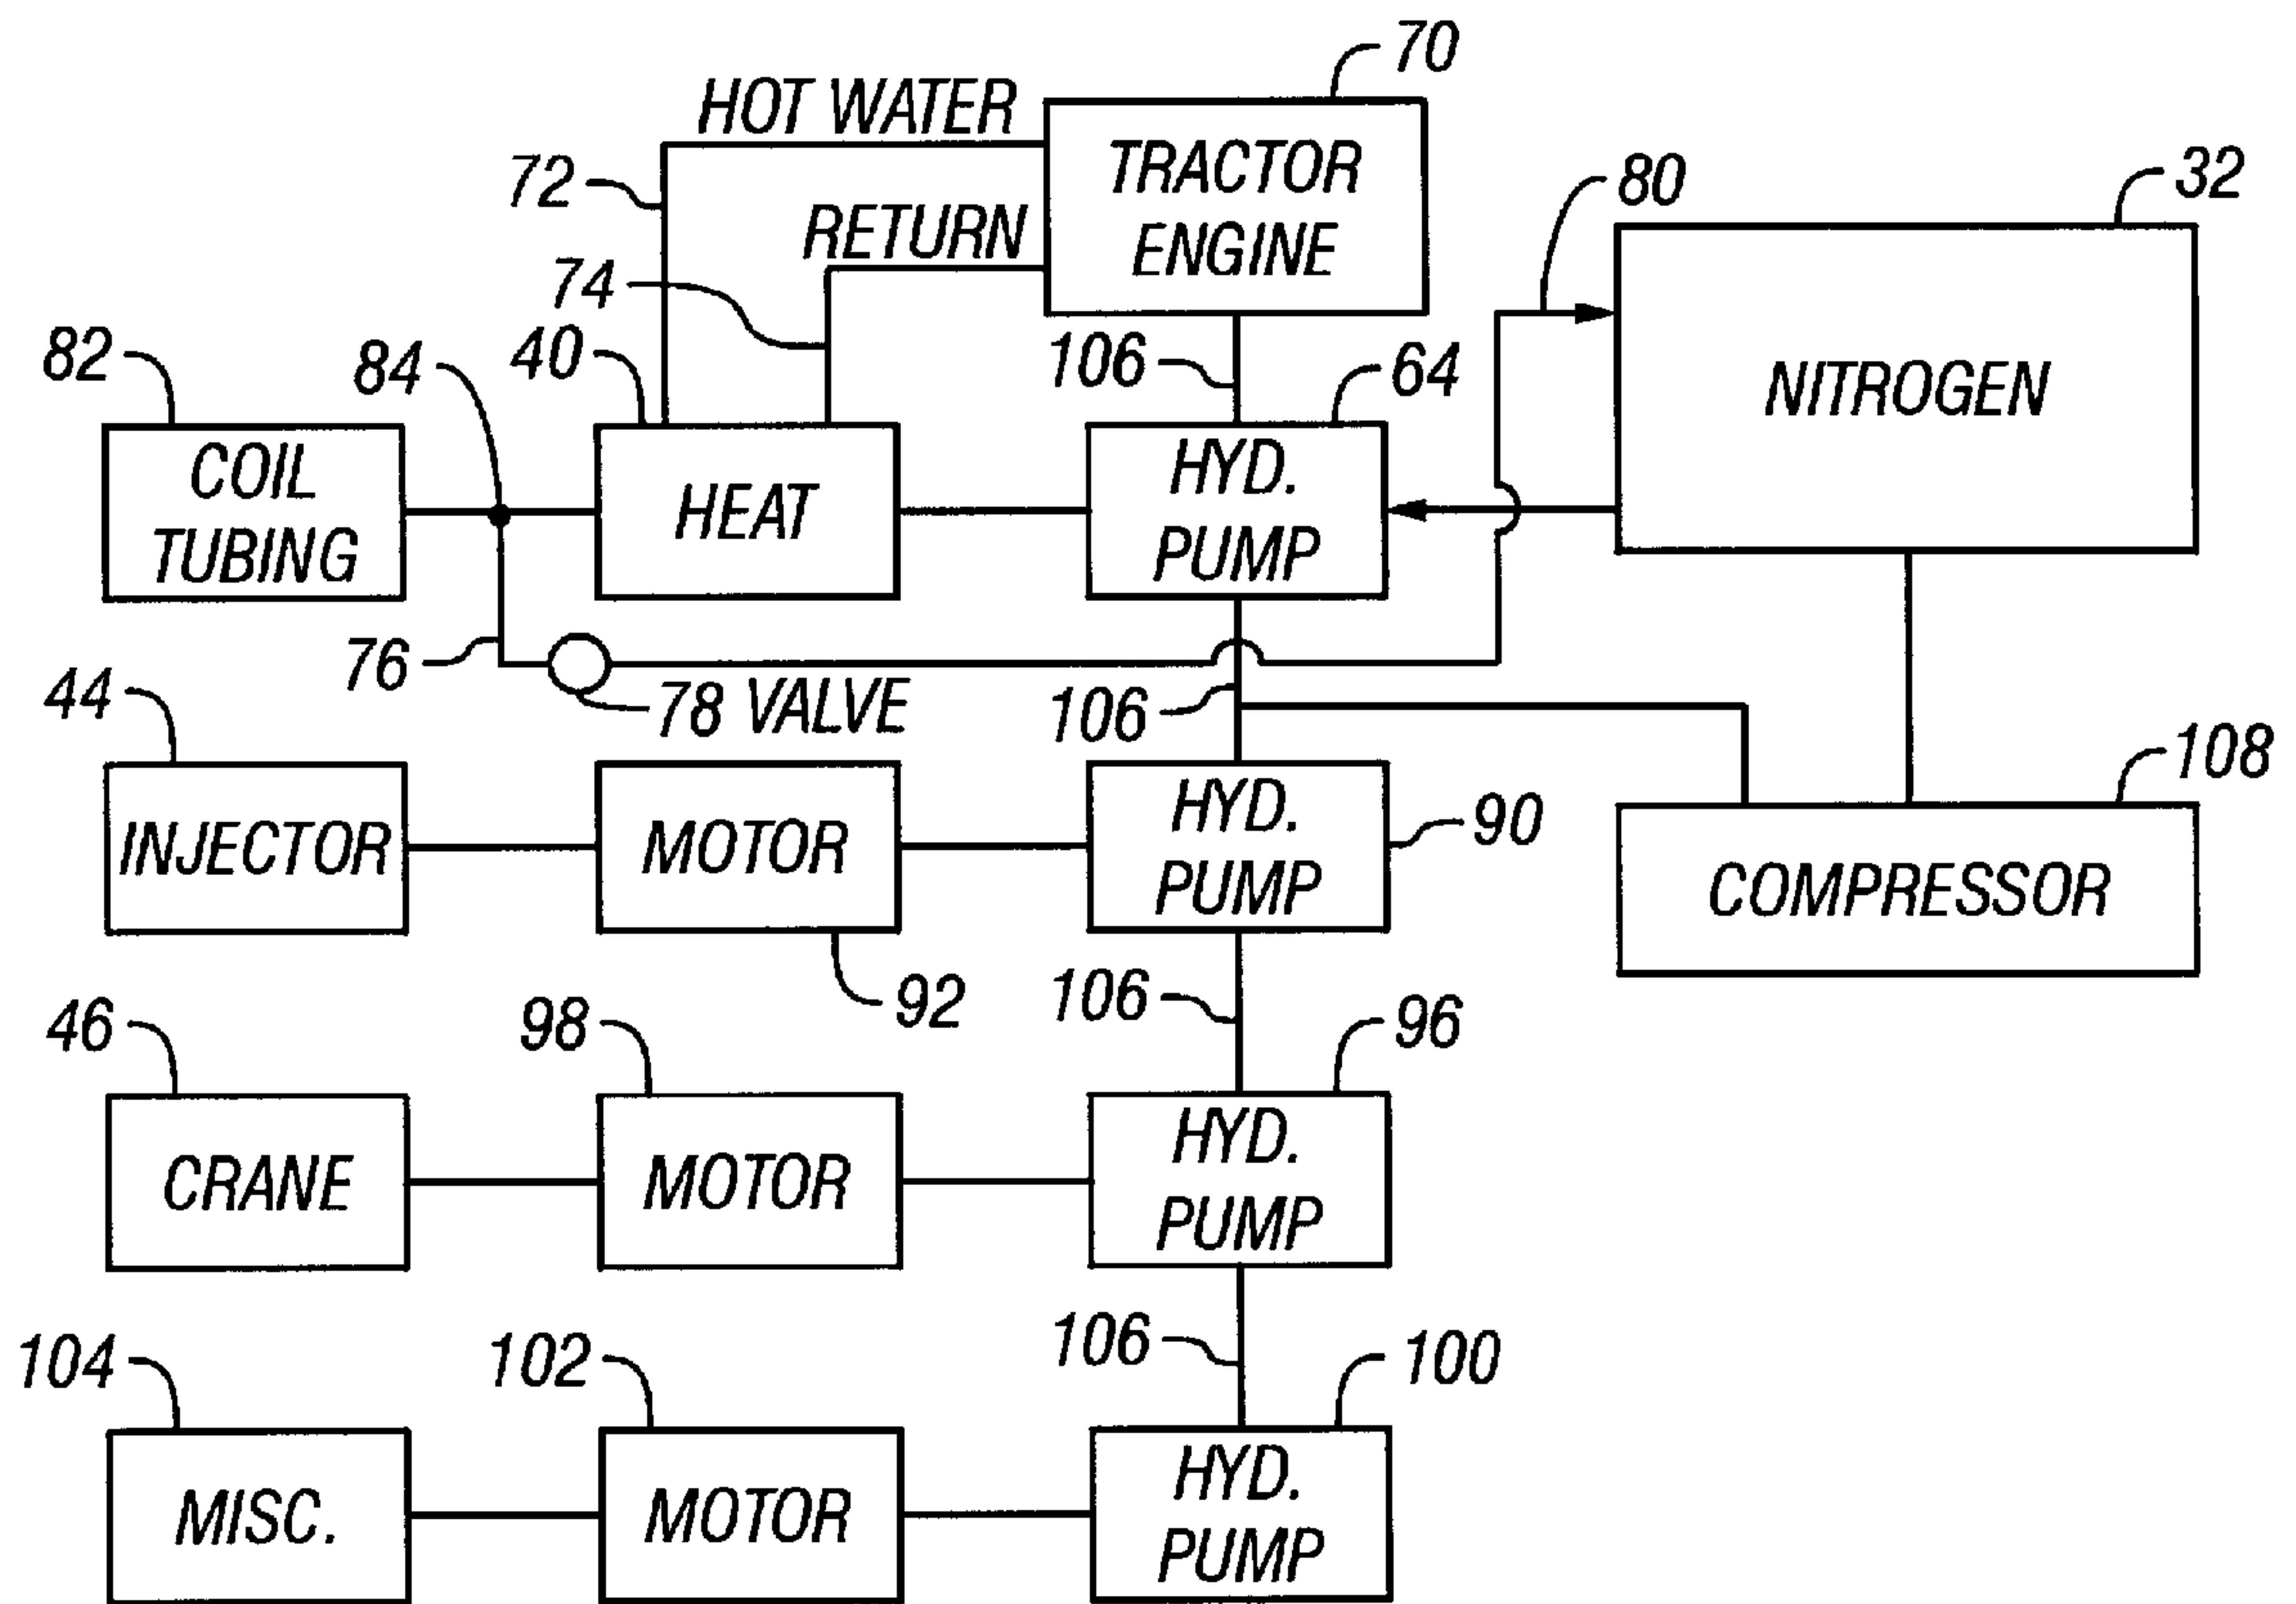 70
HOT WATER
TRACTOR
ENGINE
72
RETURN
80
32
74
NITROGEN
82
84
40
106
64
COIL
TUBING
HEAT
HYD.
PUMP
76
78 VALVE
106
44
108
INJECTOR
MOTOR
HYD.
PUMP
90
COMPRESSOR
92
106
46
98
96
CRANE
MOTOR
HYD.
PUMP
106
104
102
100
MISC.
MOTOR
HYD.
PUMP